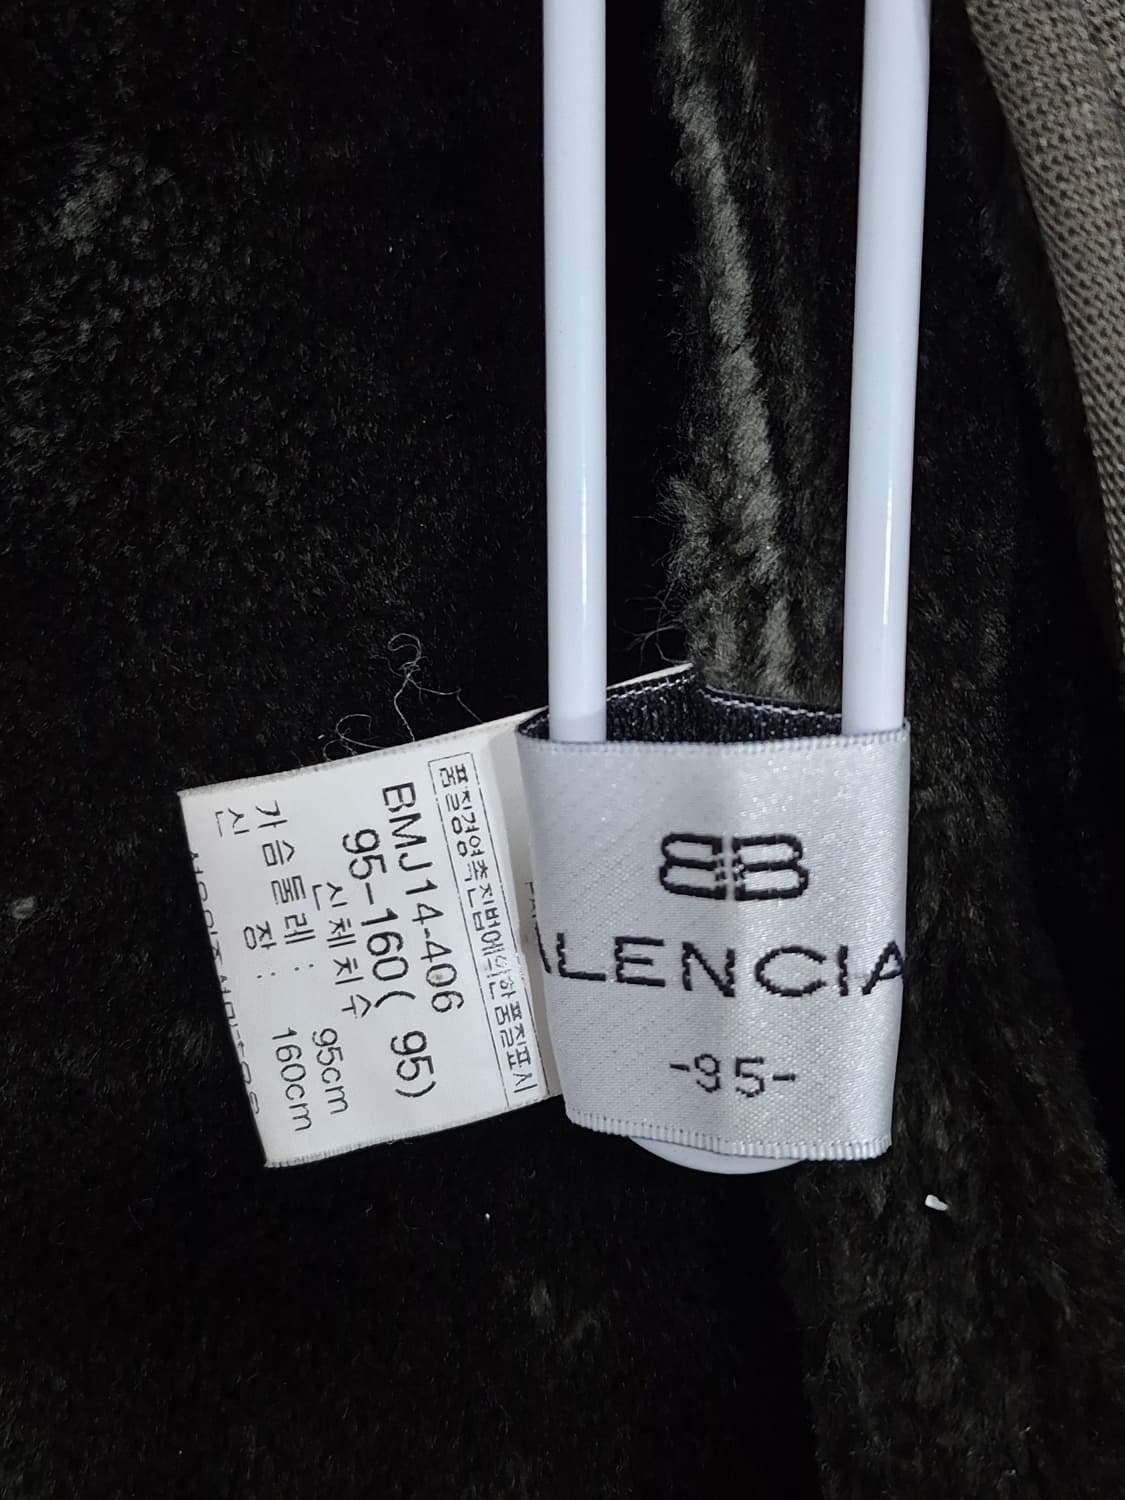 품질경영촉진법에의한 품질표시
BMJ14-406
95-160( 95)
신체치수
가슴둘레: 95cm
신 장: 160cm
BB
ALENCIA
-95-